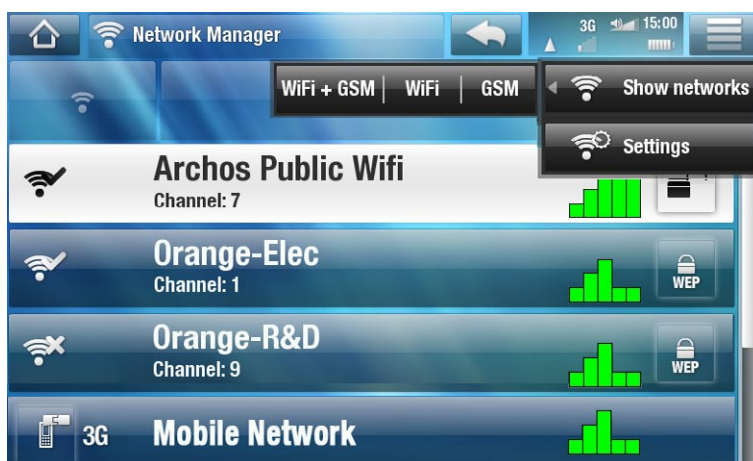 Network Manager
3G 15:00
WiFi + GSM | WiFi | GSM
Show networks
Settings
Archos Public Wifi
Channel: 7
Orange-Elec
Channel: 1
WEP
Orange-R&D
Channel: 9
WEP
3G Mobile Network